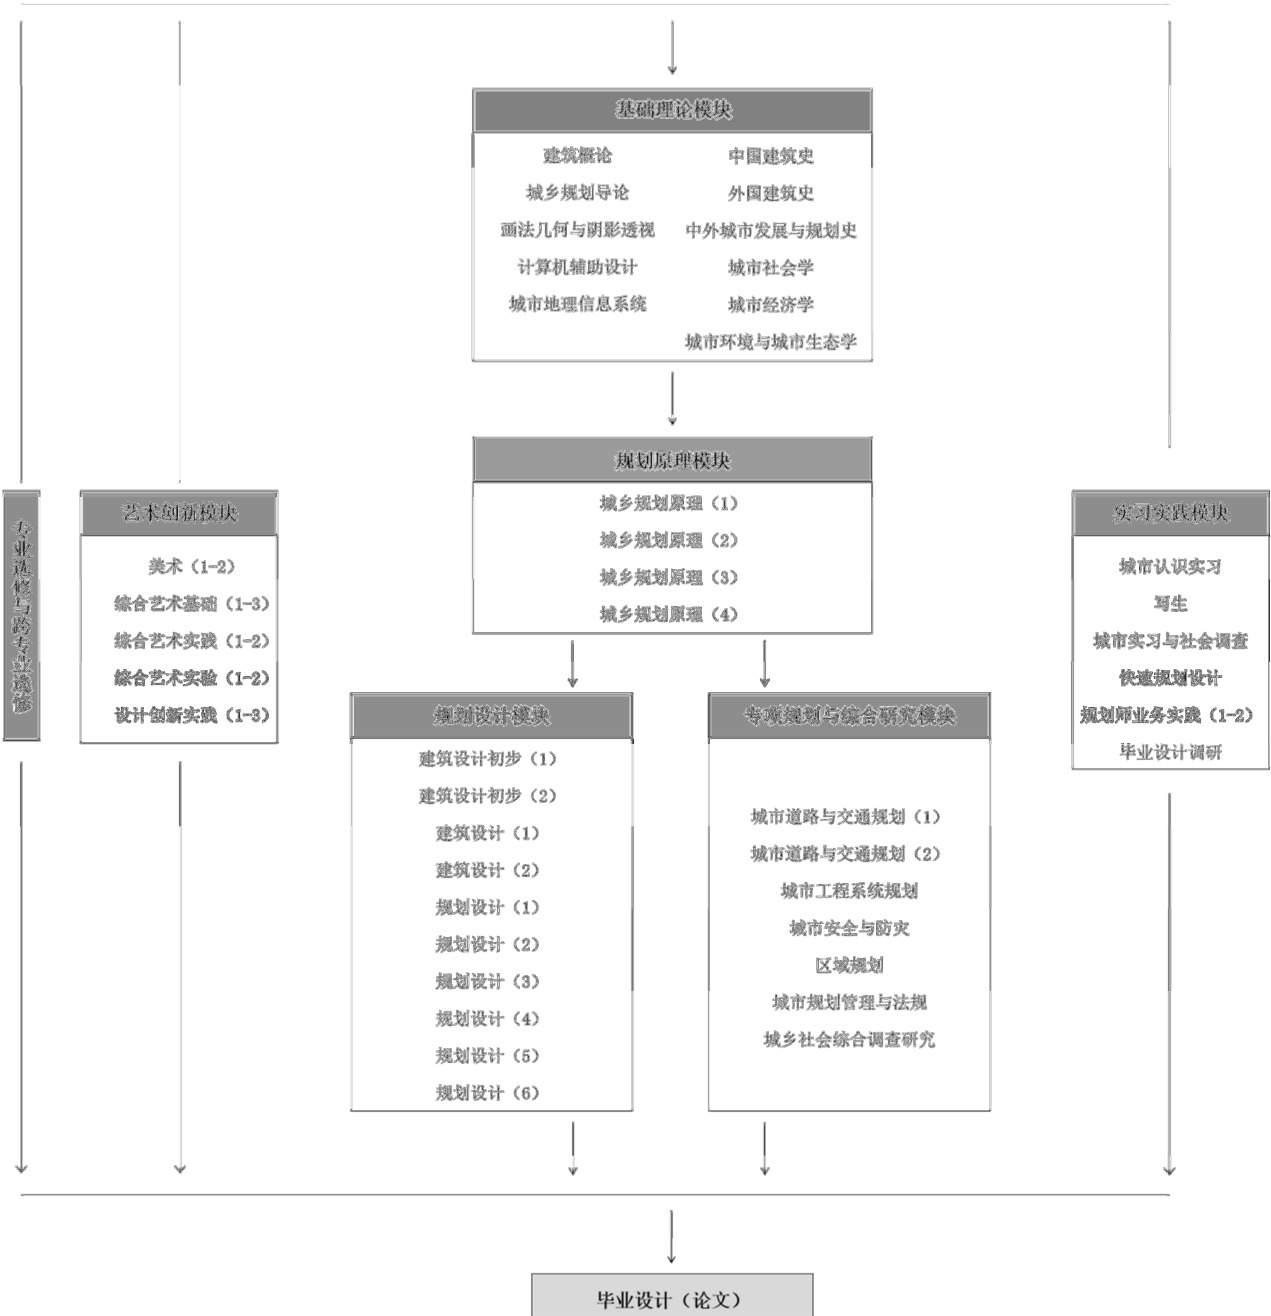 基础理论模块
建筑概论
城乡规划导论
画法几何与阴影透视
计算机辅助设计
城市地理信息系统
中国建筑史
外国建筑史
中外城市发展与规划史
城市社会学
城市经济学
城市环境与城市生态学
规划原理模块
城乡规划原理（1）
城乡规划原理（2）
城乡规划原理（3）
城乡规划原理（4）
专业选修与跨专业选修
艺术创新模块
美术（1-2）
综合艺术基础（1-3）
综合艺术实践（1-2）
综合艺术实验（1-2）
设计创新实践（1-3）
实习实践模块
城市认识实习
写生
城市实习与社会调查
快速规划设计
规划师业务实践（1-2）
毕业设计调研
规划设计模块
建筑设计初步（1）
建筑设计初步（2）
建筑设计（1）
建筑设计（2）
规划设计（1）
规划设计（2）
规划设计（3）
规划设计（4）
规划设计（5）
规划设计（6）
专项规划与综合研究模块
城市道路与交通规划（1）
城市道路与交通规划（2）
城市工程系统规划
城市安全与防灾
区域规划
城市规划管理与法规
城乡社会综合调查研究
毕业设计（论文）